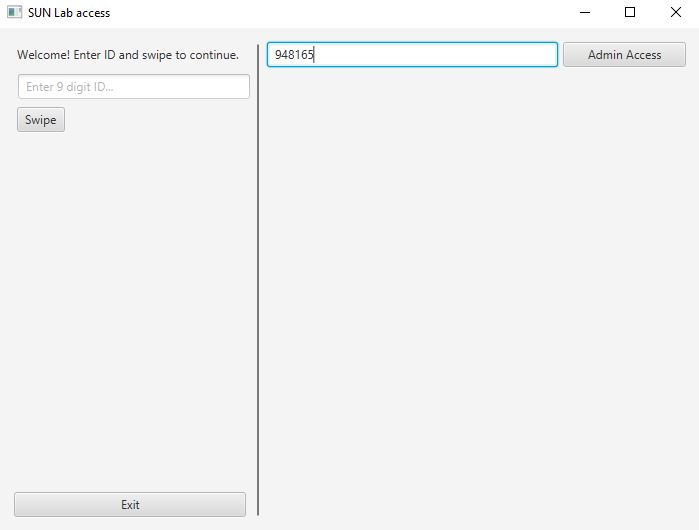 SUN Lab access
Welcome! Enter ID and swipe to continue.
Enter 9 digit ID...
Swipe
948165
Admin Access
Exit